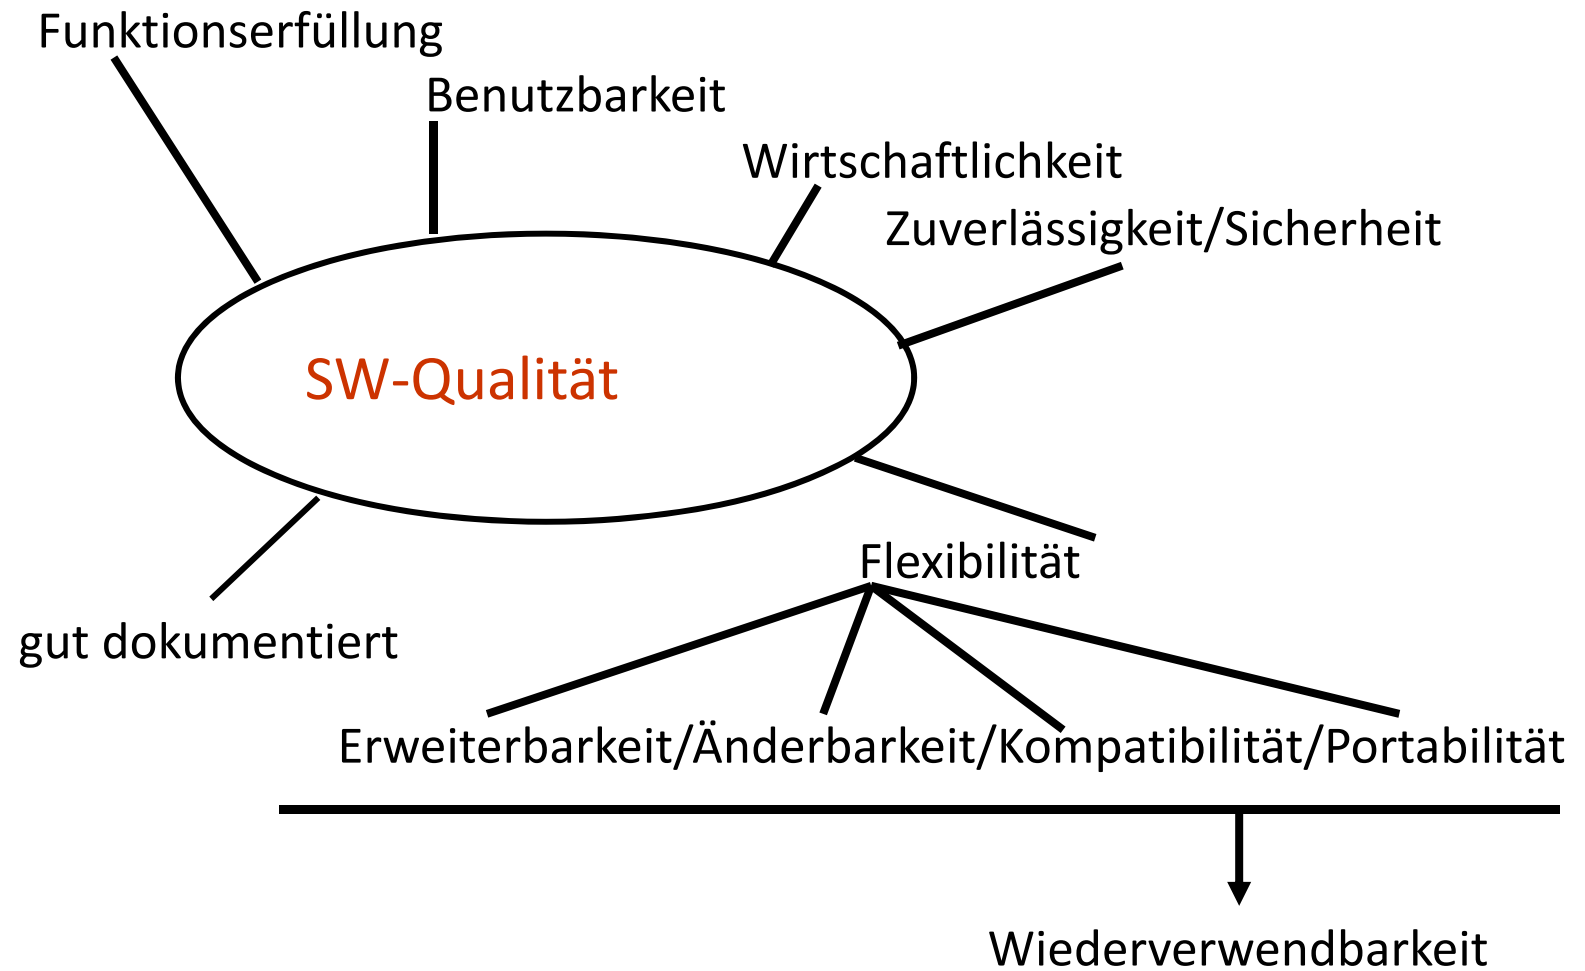 Funktionserfüllung
Benutzbarkeit
Wirtschaftlichkeit
Zuverlässigkeit/Sicherheit
SW-Qualität
Flexibilität
gut dokumentiert
Erweiterbarkeit/Änderbarkeit/Kompatibilität/Portabilität
Wiederverwendbarkeit